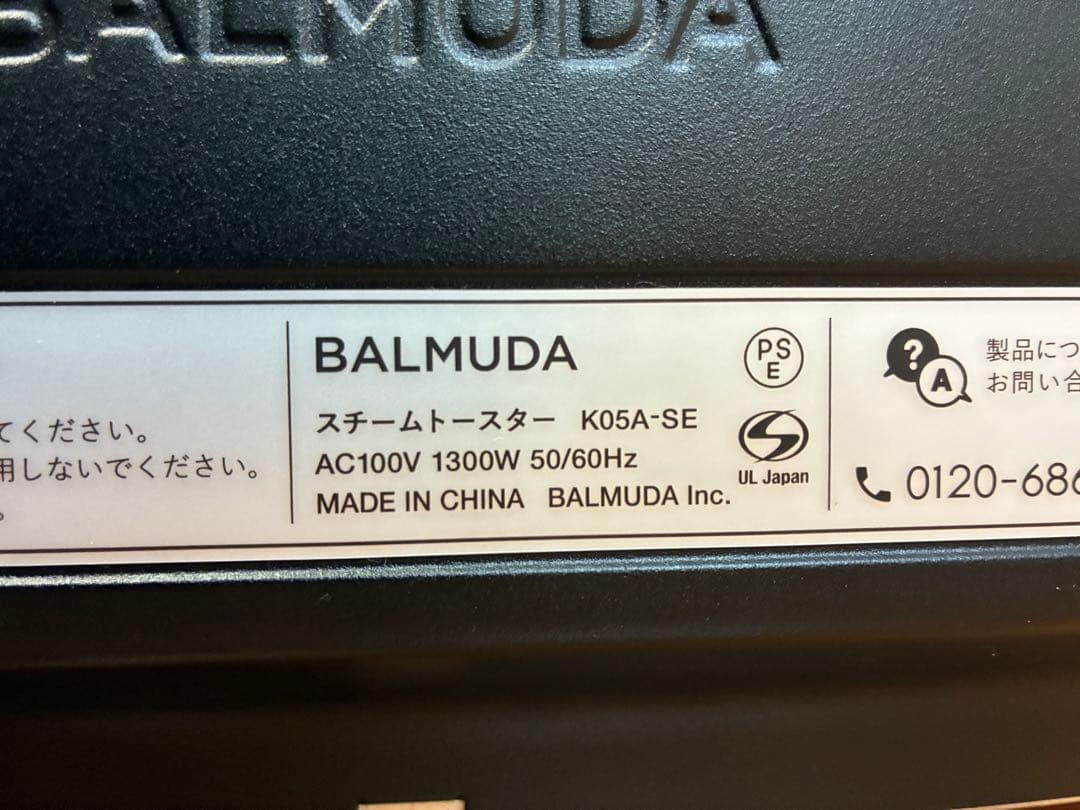 BALMUDA
てください。
用しないでください。
。
BALMUDA
スチームトースター K05A-SE
AC100V 1300W 50/60Hz
MADE IN CHINA BALMUDA Inc.
PS
E
UL Japan
?
A
製品につ
お問い合
0120-686